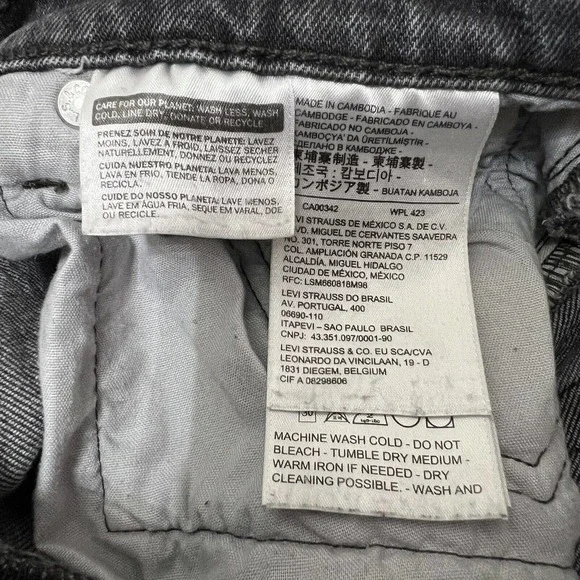 CARE FOR OUR PLANET: WASH LESS, WASH
COLD, LINE DRY, DONATE OR RECYCLE
PRENEZ SOIN DE NOTRE PLANÈTE: LAVEZ
MOINS, LAVEZ À FROID, LAISSEZ SÉCHER
NATURELLEMENT, DONNEZ OU RECYCLEZ
CUIDA NUESTRO PLANETA: LAVA MENOS,
LAVA EN FRIO, TIENDE LA ROPA, DONA O
RECICLA.
CUIDE DO NOSSO PLANETA: LAVE MENOS,
LAVE EM ÁGUA FRIA, SEQUE EM VARAL, DOE
OU RECICLE.
MADE IN CAMBODIA - FABRIQUE AU
CAMBODGE - FABRICADO EN CAMBOYA -
FABRICADO NO CAMBOJA -
KAMBOÇYA' DA ÜRETİLMİŞTİR -
СДЕЛАНО В КАМБОДЖЕ -
柬埔寨制造 - 柬埔寨製 -
제조국: 캄보디아 -
カンボジア製 - BUATAN KAMBOJA
CA00342 WPL 423
LEVI STRAUSS DE MÉXICO S.A. DE C.V.
BLVD. MIGUEL DE CERVANTES SAAVEDRA
NO. 301, TORRE NORTE PISO 7
COL. AMPLIACIÓN GRANADA C.P. 11529
ALCALDÍA. MIGUEL HIDALGO
CIUDAD DE MÉXICO, MÉXICO
RFC: LSM660818M98
LEVI STRAUSS DO BRASIL
AV. PORTUGAL, 400
06690-110
ITAPEVI – SAO PAULO BRASIL
CNPJ: 43.351.097/0001-90
LEVI STRAUSS & CO. EU SCA/CVA
LEONARDO DA VINCILAAN, 19 - D
1831 DIEGEM, BELGIUM
CIF A 08298606
30
MACHINE WASH COLD - DO NOT
BLEACH - TUMBLE DRY MEDIUM -
WARM IRON IF NEEDED - DRY
CLEANING POSSIBLE. - WASH AND